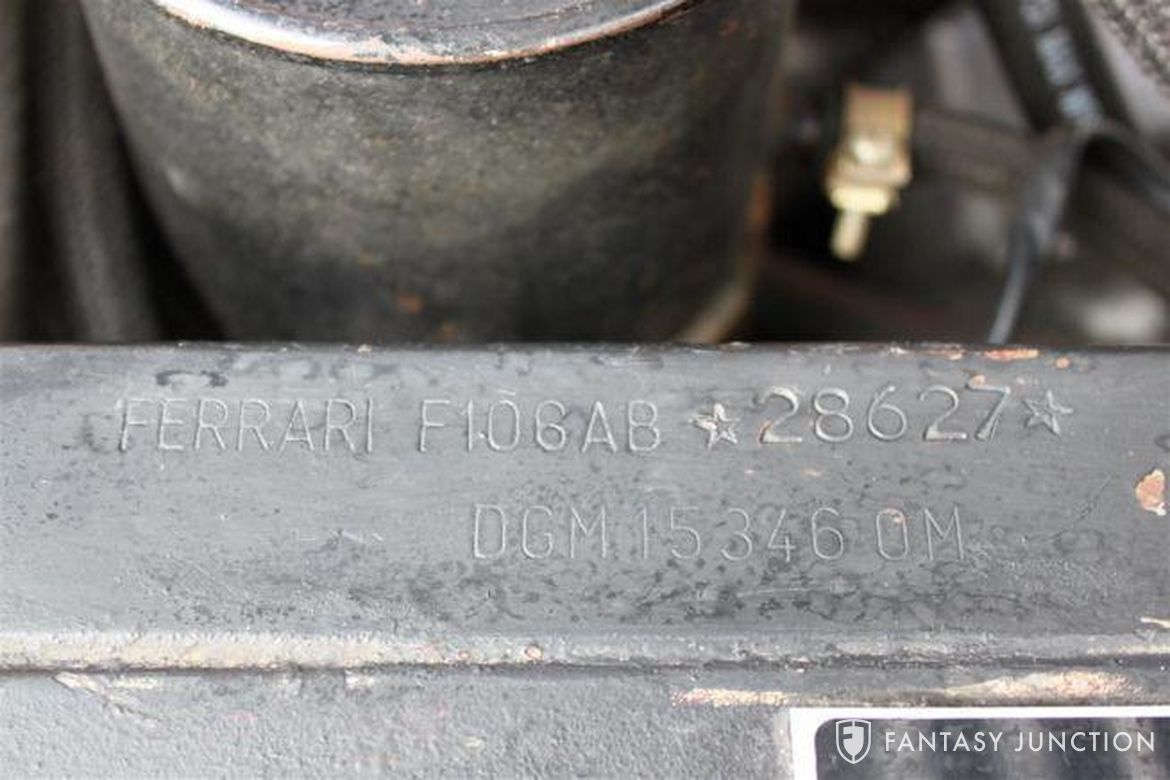 FERRARI F106AB ★28627★
DGM 15346 OM
FANTASY JUNCTION